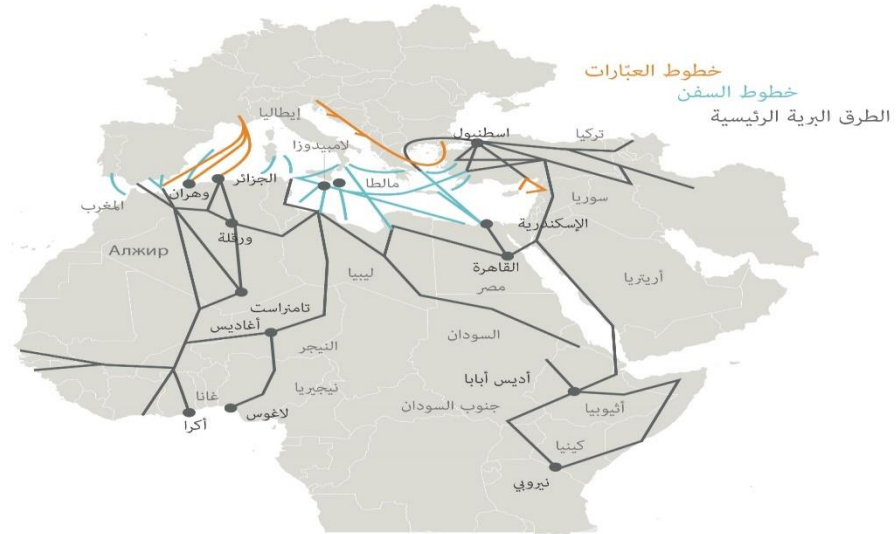 خطوط العبّارات
خطوط السفن
الطرق البرية الرئيسية
إيطاليا
اسطنبول
تركيا
لامبيدوزا
الجزائر
مالطا
وهران
سوريا
المغرب
الإسكندرية
ورقلة
Алжир
القاهرة
ليبيا
مصر
أريتريا
تامنراست
أغاديس
السودان
النيجر
أديس أبابا
نيجيريا
غانا
أثيوبيا
جنوب السودان
لاغوس
أكرا
كينيا
نيروبي